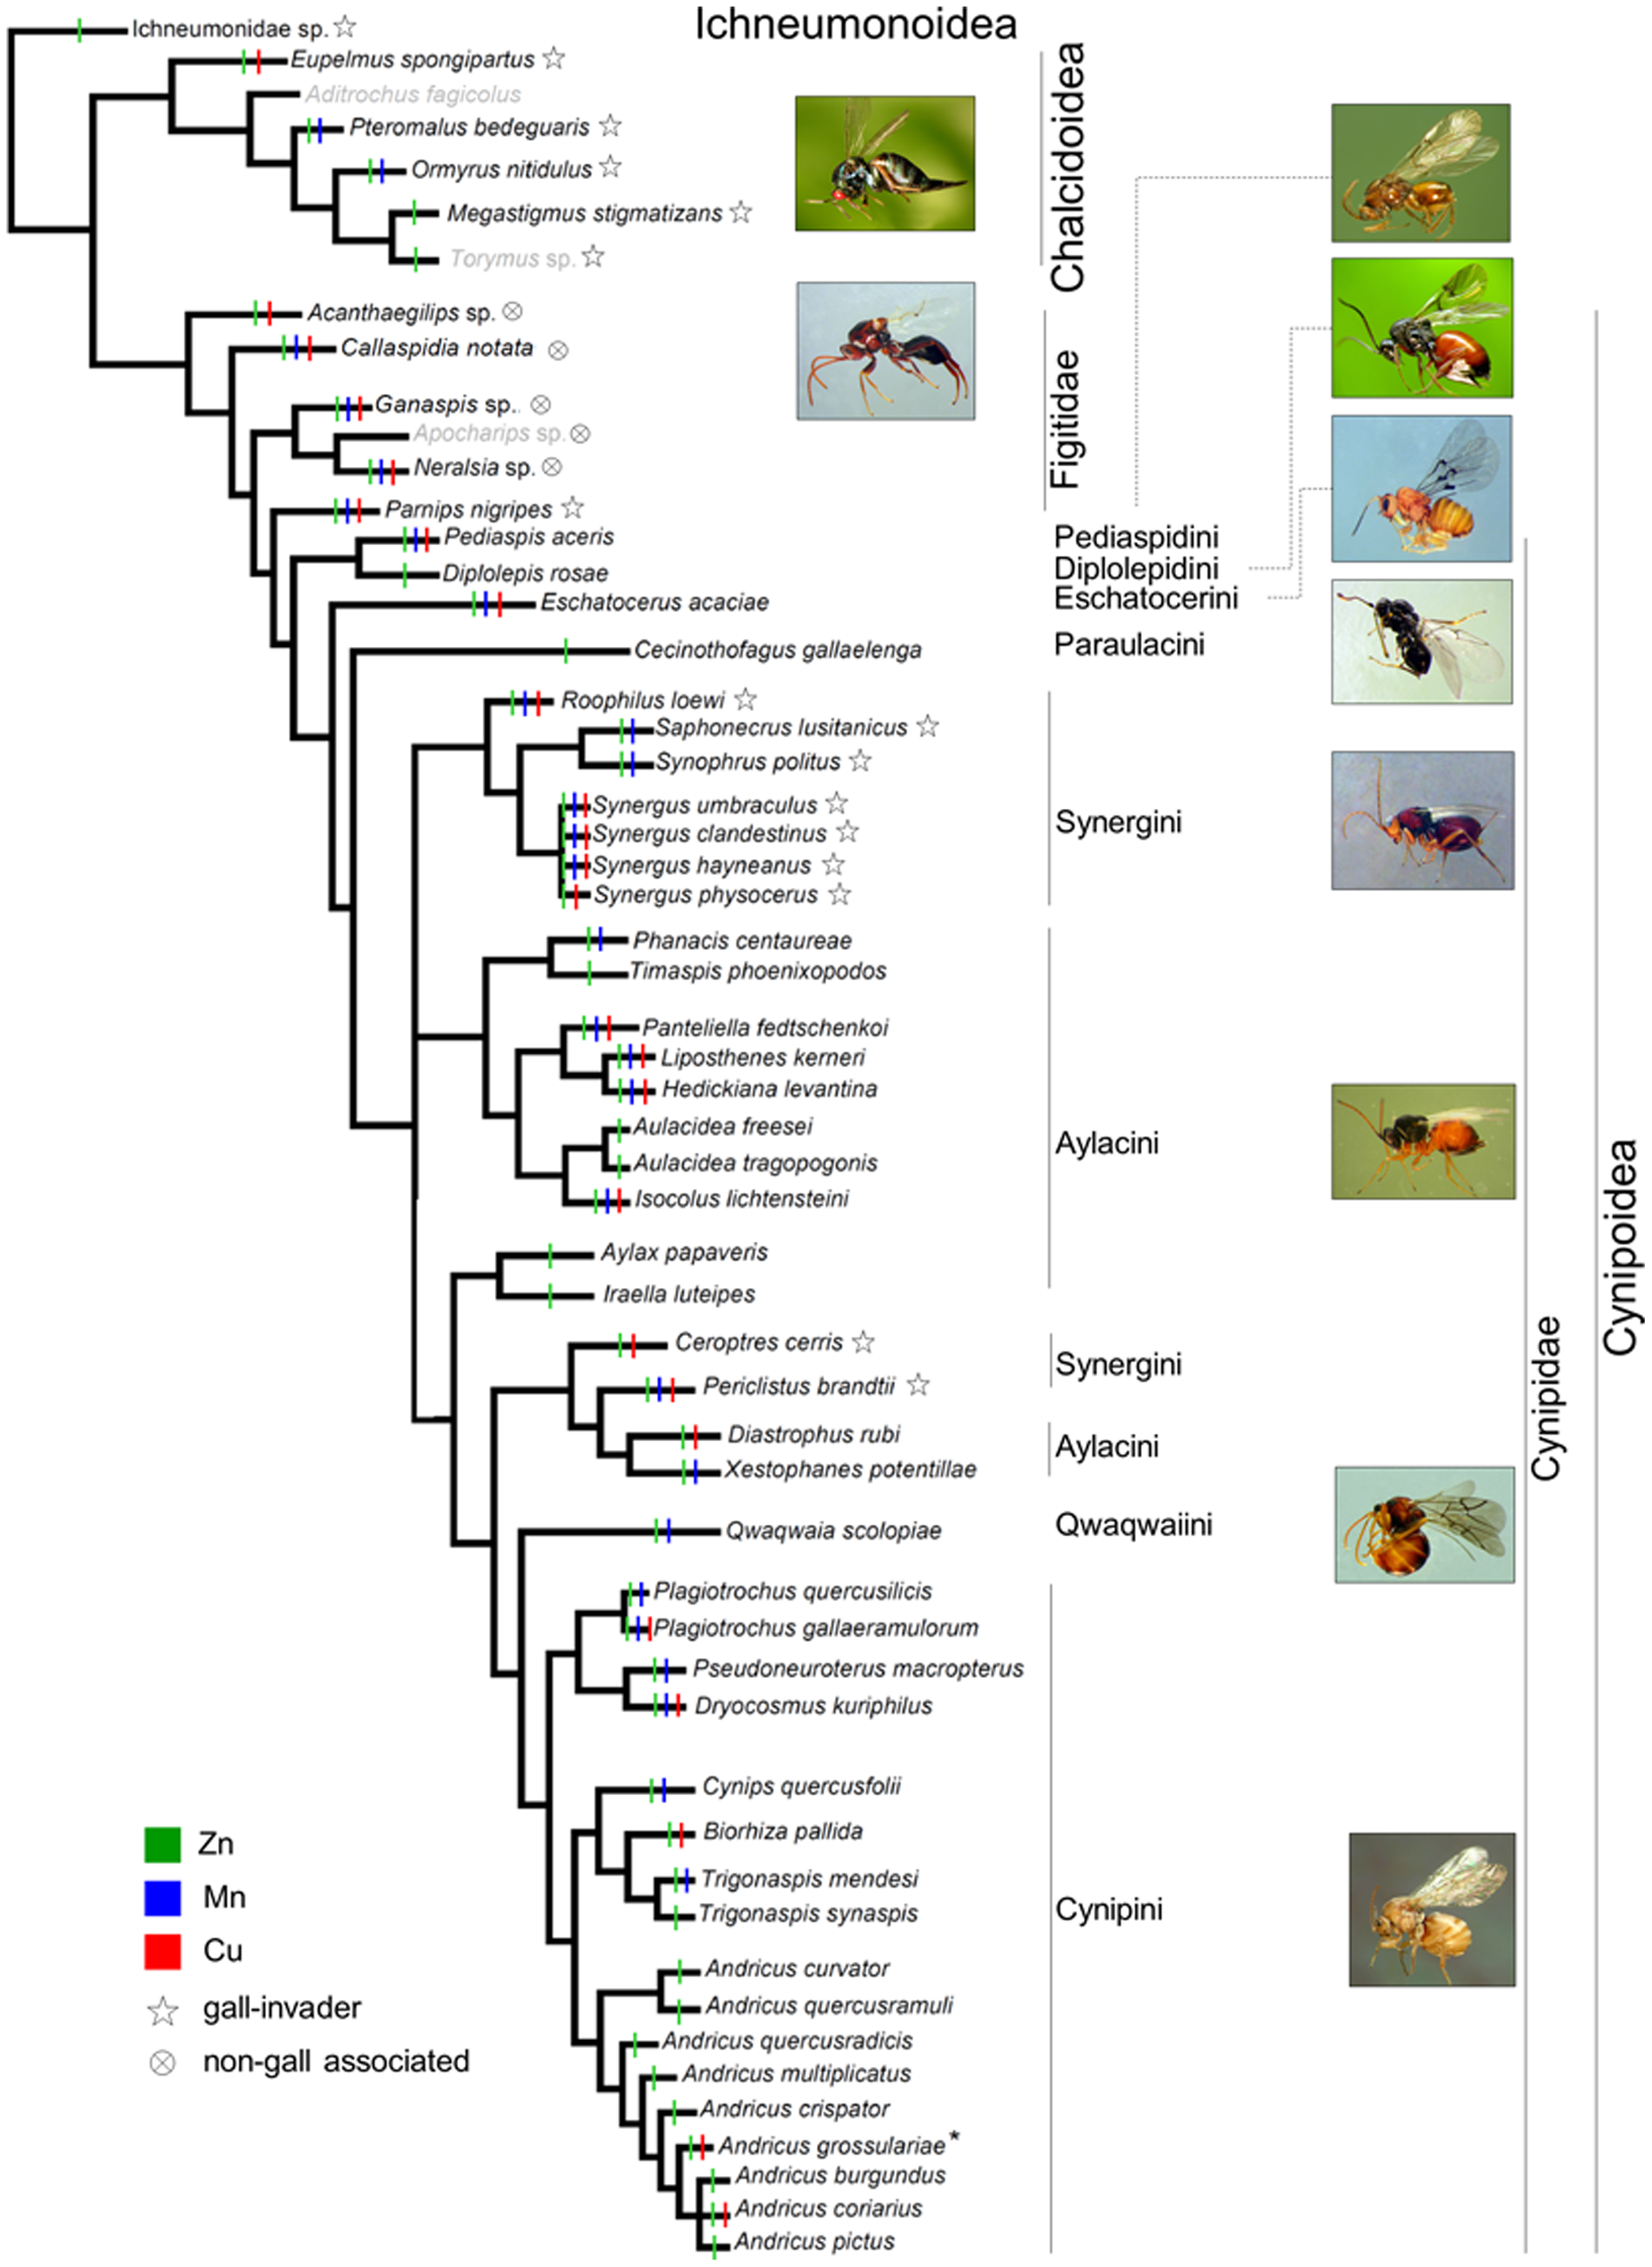 Ichneumonoidea
Ichneumonidae sp.
Eupelmus spongipartus
Aditrochus fagicolus
Pteromalus bedeguaris
Ormyrus nitidulus
Megastigmus stigmatizans
Torymus sp.
Chalcidoidea
Acanthaegilips sp.
Callaspidia notata
Ganaspis sp.
Apocharips sp.
Neralsia sp.
Figitidae
Parnips nigripes
Pediaspis aceris
Pediaspidini
Diplolepis rosae
Diplolepidini
Eschatocerus acaciae
Eschatocerini
Cecinothofagus gallaelenga
Paraulacini
Roophilus loewi
Saphonecrus lusitanicus
Synophrus politus
Synergus umbraculus
Synergini
Synergus clandestinus
Synergus hayneanus
Synergus physocerus
Phanacis centaureae
Timaspis phoenixopodos
Panteliella fedtschenkoi
Liposthenes kerneri
Hedickiana levantina
Aulacidea freesei
Aylacini
Aulacidea tragopogonis
Isocolus lichtensteini
Aylax papaveris
Iraella luteipes
Cynipoidea
Ceroptres cerris
Synergini
Periclistus brandtii
Cynipidae
Diastrophus rubi
Aylacini
Xestophanes potentillae
Qwaqwaia scolopiae
Qwaqwaiini
Plagiotrochus quercusilicis
Plagiotrochus gallaeramulorum
Pseudoneuroterus macropterus
Dryocosmus kuriphilus
Cynips quercusfolii
Biorhiza pallida
Trigonaspis mendesi
Trigonaspis synaspis
Cynipini
Andricus curvator
Andricus quercusramuli
Andricus quercusradicis
Andricus multiplicatus
Andricus crispator
Andricus grossulariae*
Andricus burgundus
Andricus coriarius
Andricus pictus
Zn
Mn
Cu
gall-invader
non-gall associated